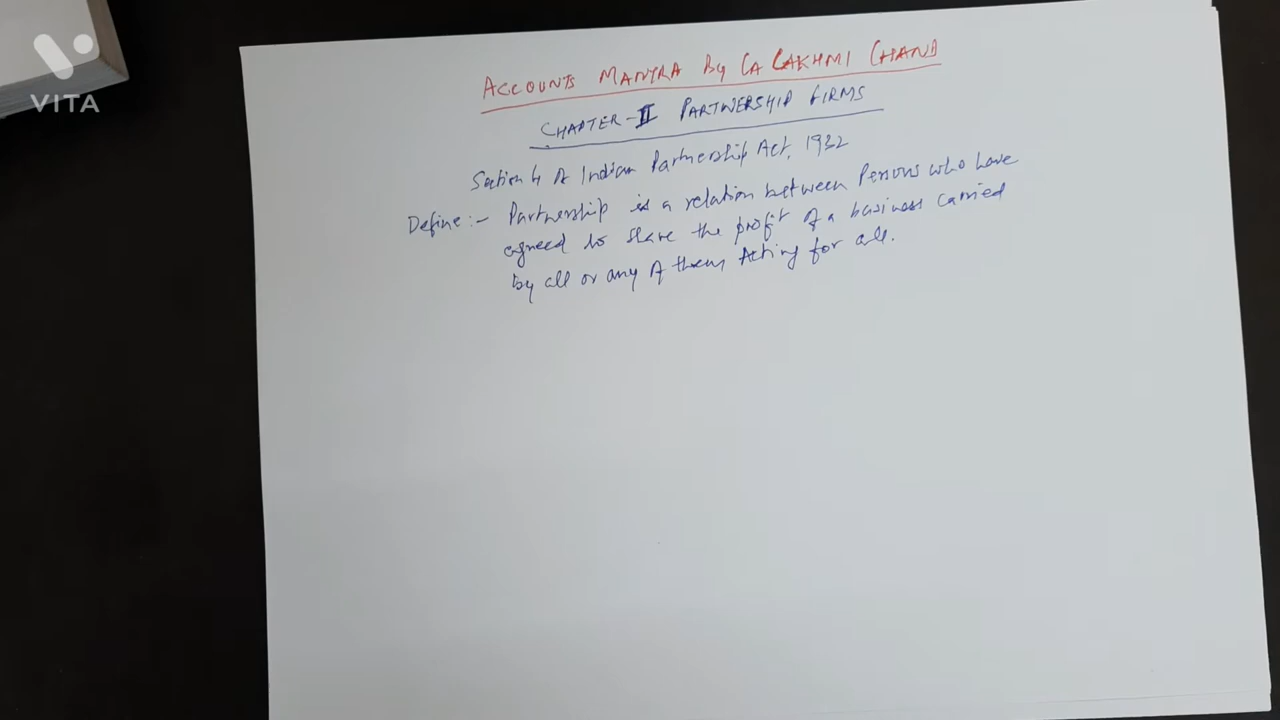 VITA
ACCOUNTS MANTRA BY CA LAKHMI CHAND
CHAPTER-II PARTNERSHIP FIRMS
Section 4 of Indian Partnership Act, 1932
Define:- Partnership is a relation between Persons who have
agreed to share the profit of a business carried
by all or any of them Acting for all.